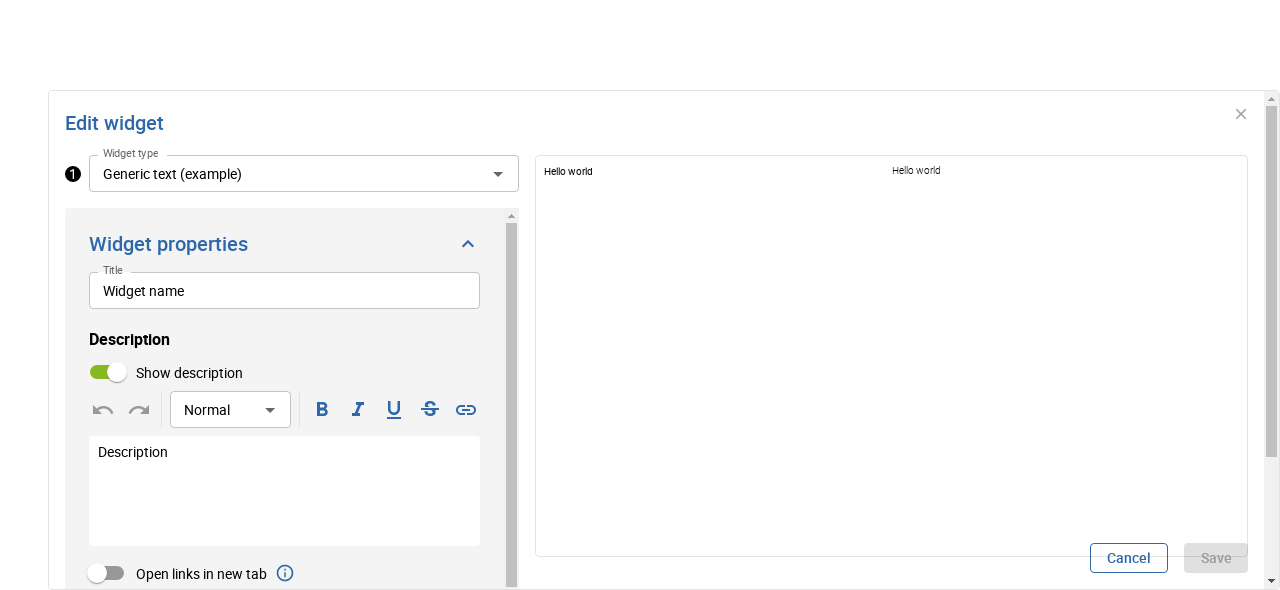 Edit widget
Widget type
1 Generic text (example)
Hello world Hello world
Widget properties
Title
Widget name
Description
Show description
Normal B I U S
Description
Open links in new tab
Cancel Save